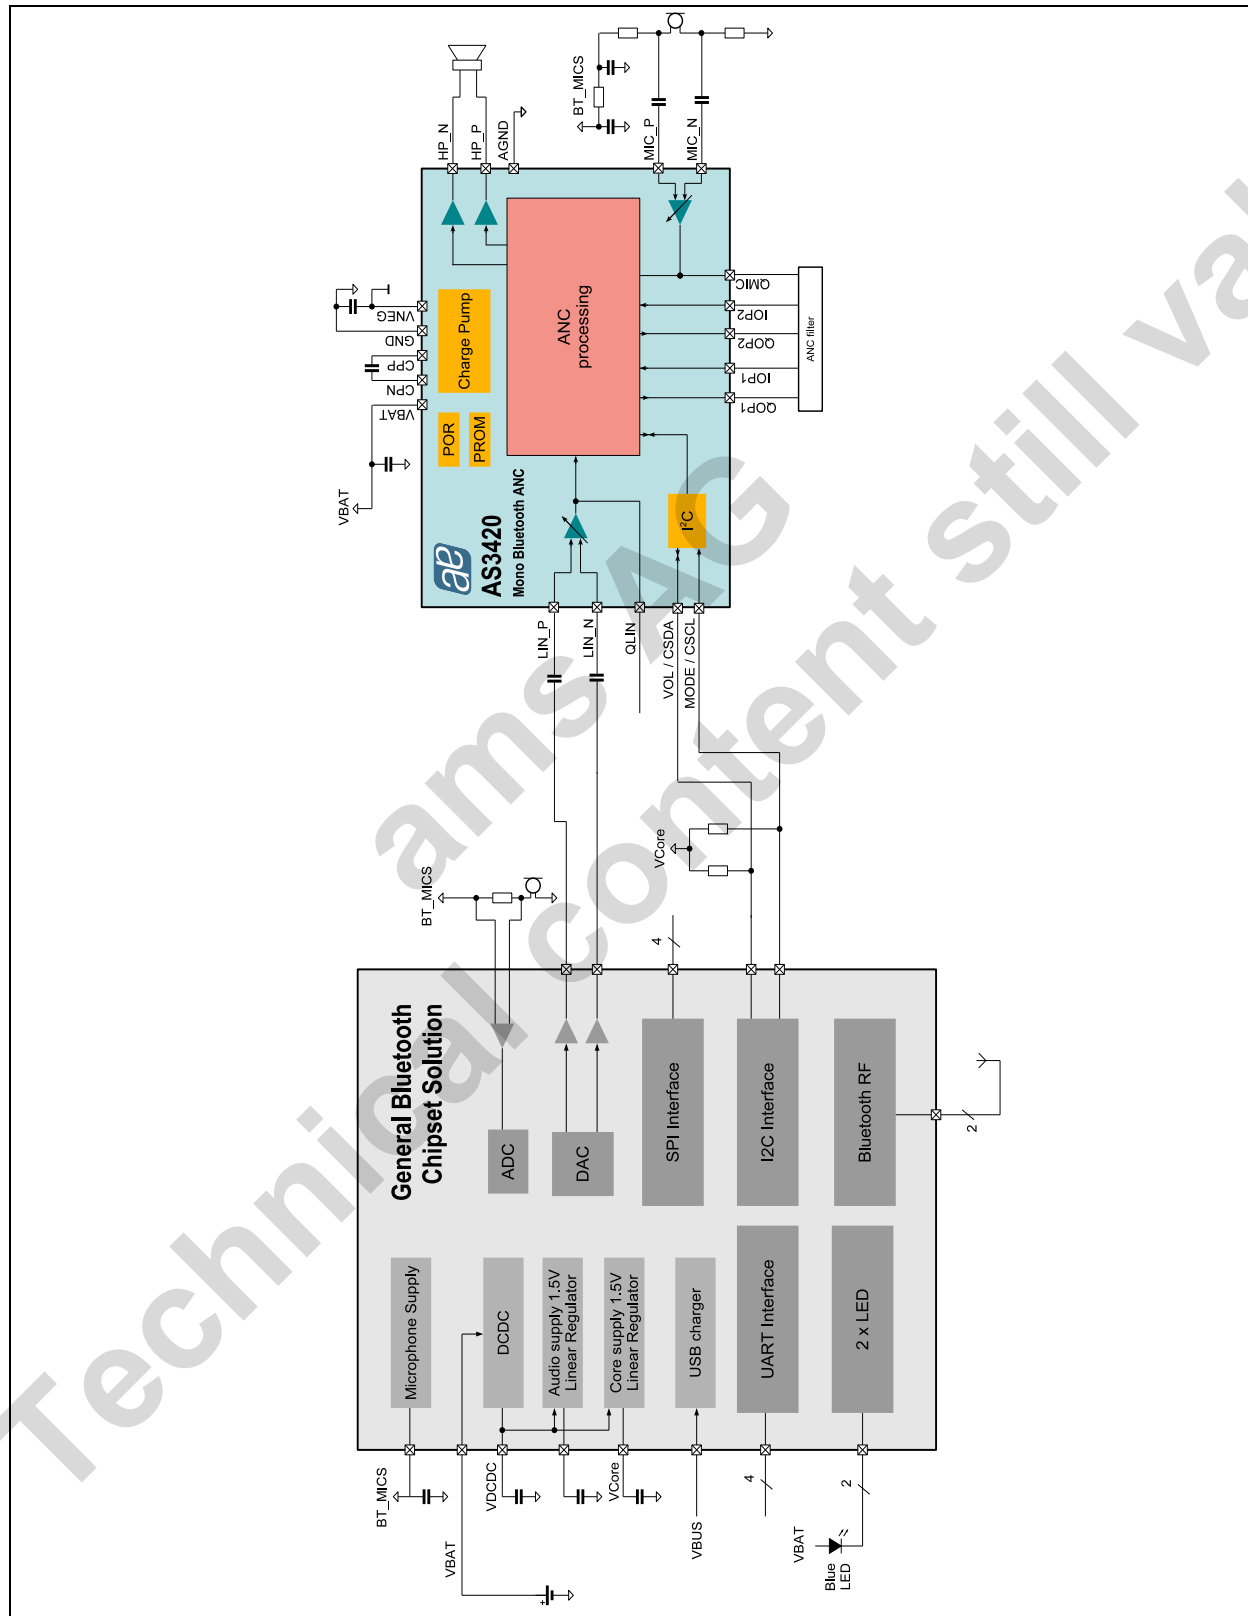 BT_MICS
HP_N
HP_P
AGND
MIC_P
MIC_N
VNEG
GND
CPP
CPN
VBAT
VBAT
Charge Pump
POR
PROM
ANC
processing
QMIC
IOP2
QOP2
IOP1
QOP1
ANC filter
ae
AS3420
Mono Bluetooth ANC
I²C
LIN_P
LIN_N
QLIN
VOL / CSDA
MODE / CSCL
VCore
BT_MICS
4
General Bluetooth
Chipset Solution
ADC
DAC
SPI Interface
I2C Interface
Bluetooth RF
2
Microphone Supply
DCDC
Audio supply 1.5V
Linear Regulator
Core supply 1.5V
Linear Regulator
USB charger
UART Interface
2 x LED
BT_MICS
VBAT
+
VDCDC
VCore
VBUS
4
2
VBAT
Blue
LED
ams AG
Technical content still val